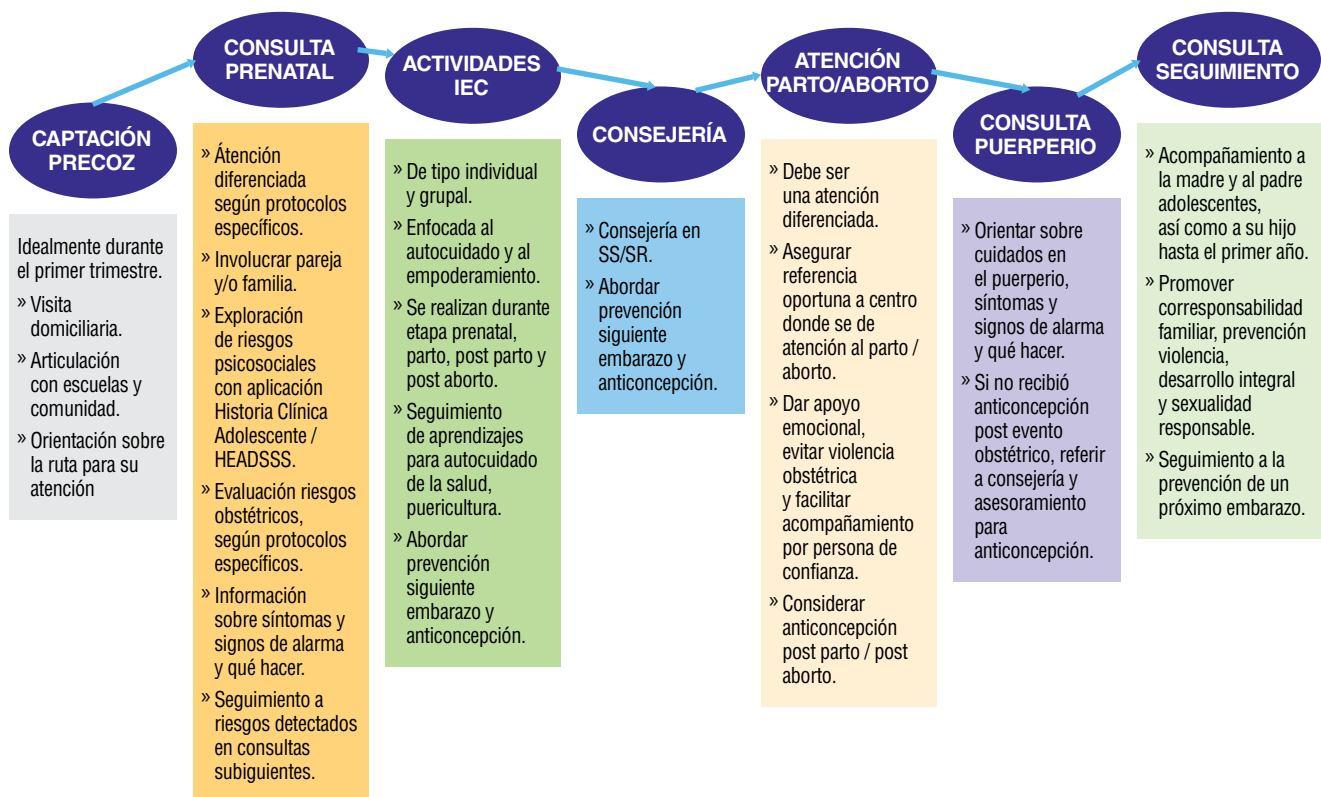 CAPTACIÓN
PRECOZ
Idealmente durante
el primer trimestre.
» Visita
domiciliaria.
» Articulación
con escuelas y
comunidad.
» Orientación sobre
la ruta para su
atención
CONSULTA
PRENATAL
» Átención
diferenciada
según protocolos
específicos.
» Involucrar pareja
y/o familia.
» Exploración
de riesgos
psicosociales
con aplicación
Historia Clínica
Adolescente /
HEADSSS.
» Evaluación riesgos
obstétricos,
según protocolos
específicos.
» Información
sobre síntomas y
signos de alarma
y qué hacer.
» Seguimiento a
riesgos detectados
en consultas
subiguientes.
ACTIVIDADES
IEC
» De tipo individual
y grupal.
» Enfocada al
autocuidado y al
empoderamiento.
» Se realizan durante
etapa prenatal,
parto, post parto y
post aborto.
» Seguimiento
de aprendizajes
para autocuidado
de la salud,
puericultura.
» Abordar
prevención
siguiente
embarazo y
anticoncepción.
CONSEJERÍA
» Consejería en
SS/SR.
» Abordar
prevención
siguiente
embarazo y
anticoncepción.
ATENCIÓN
PARTO/ABORTO
» Debe ser
una atención
diferenciada.
» Asegurar
referencia
oportuna a centro
donde se de
atención al parto /
aborto.
» Dar apoyo
emocional,
evitar violencia
obstétrica
y facilitar
acompañamiento
por persona de
confianza.
» Considerar
anticoncepción
post parto / post
aborto.
CONSULTA
PUERPERIO
» Orientar sobre
cuidados en
el puerperio,
síntomas y
signos de alarma
y qué hacer.
» Si no recibió
anticoncepción
post evento
obstétrico, referir
a consejería y
asesoramiento
para
anticoncepción.
CONSULTA
SEGUIMIENTO
» Acompañamiento a
la madre y al padre
adolescentes,
así como a su hijo
hasta el primer año.
» Promover
corresponsabilidad
familiar, prevención
violencia,
desarrollo integral
y sexualidad
responsable.
» Seguimiento a la
prevención de un
próximo embarazo.